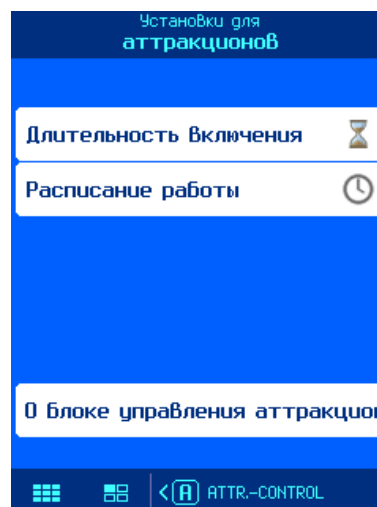 Установки для
аттракционов
Длительность включения
Расписание работы
О блоке управления аттракцио
<(A) ATTR.-CONTROL